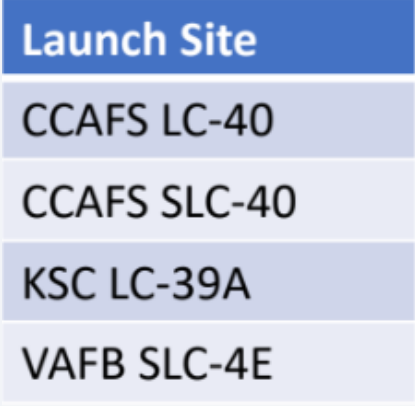 Launch Site
CCAFS LC-40
CCAFS SLC-40
KSC LC-39A
VAFB SLC-4E